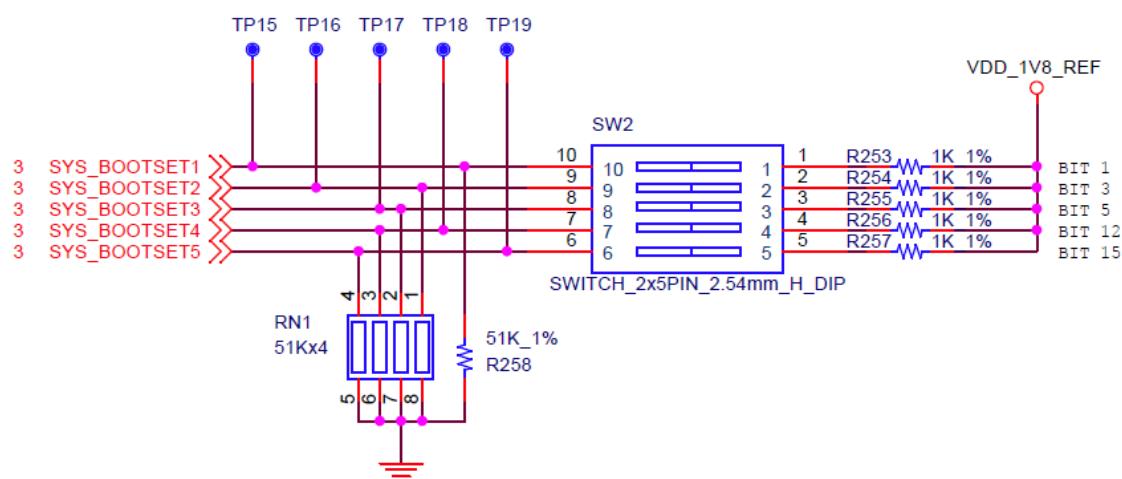 TP15 TP16 TP17 TP18 TP19
VDD_1V8_REF
SW2
3 SYS_BOOTSET1 10 10 1 1 R253 1K 1% BIT 1
3 SYS_BOOTSET2 9 9 2 2 R254 1K 1% BIT 3
3 SYS_BOOTSET3 8 8 3 3 R255 1K 1% BIT 5
3 SYS_BOOTSET4 7 7 4 4 R256 1K 1% BIT 12
3 SYS_BOOTSET5 6 6 5 5 R257 1K 1% BIT 15
SWITCH_2x5PIN_2.54mm_H_DIP
4 3 2 1
RN1
51Kx4
51K_1%
R258
5 6 7 8